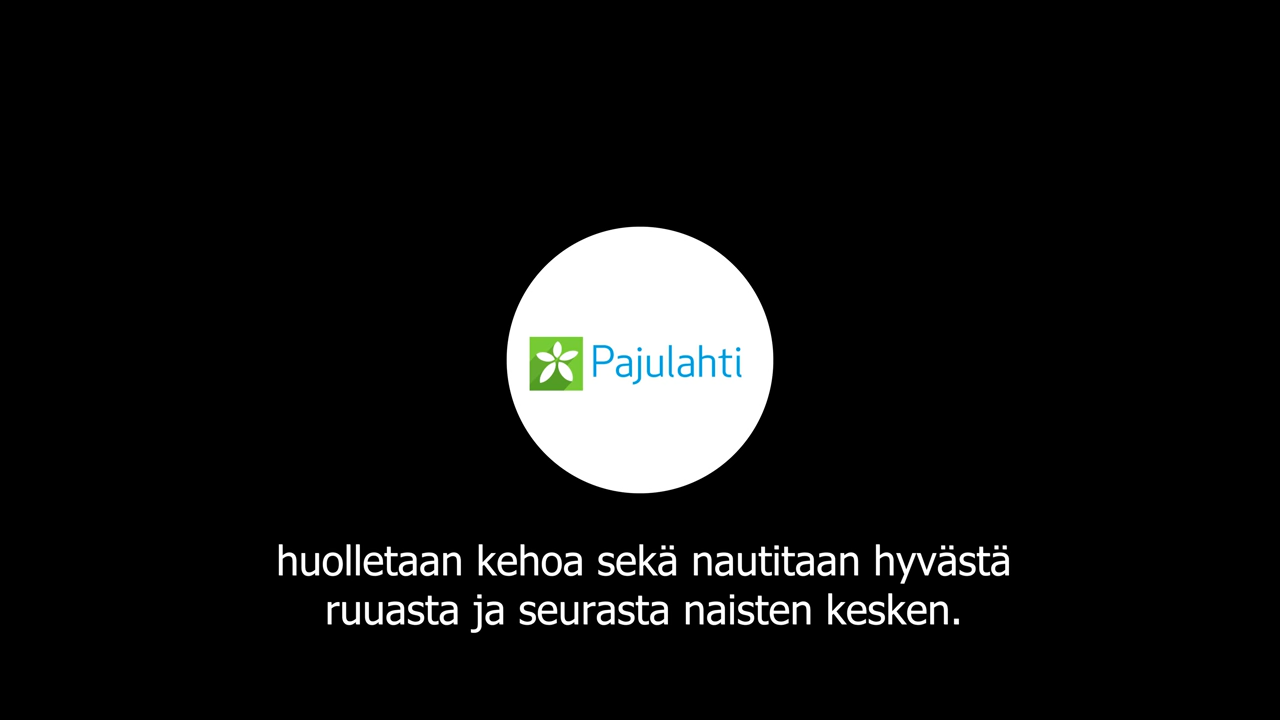 Pajulahti
huolletaan kehoa sekä nautitaan hyvästä
ruuasta ja seurasta naisten kesken.